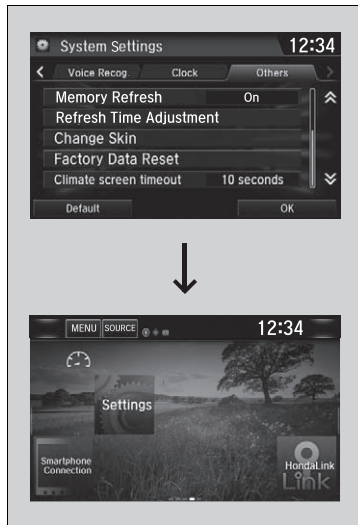 System Settings 12:34
Voice Recog. Clock Others
Memory Refresh On
Refresh Time Adjustment
Change Skin
Factory Data Reset
Climate screen timeout 10 seconds
Default OK
MENU SOURCE 12:34
Settings
Smartphone
Connection
HondaLink
Link